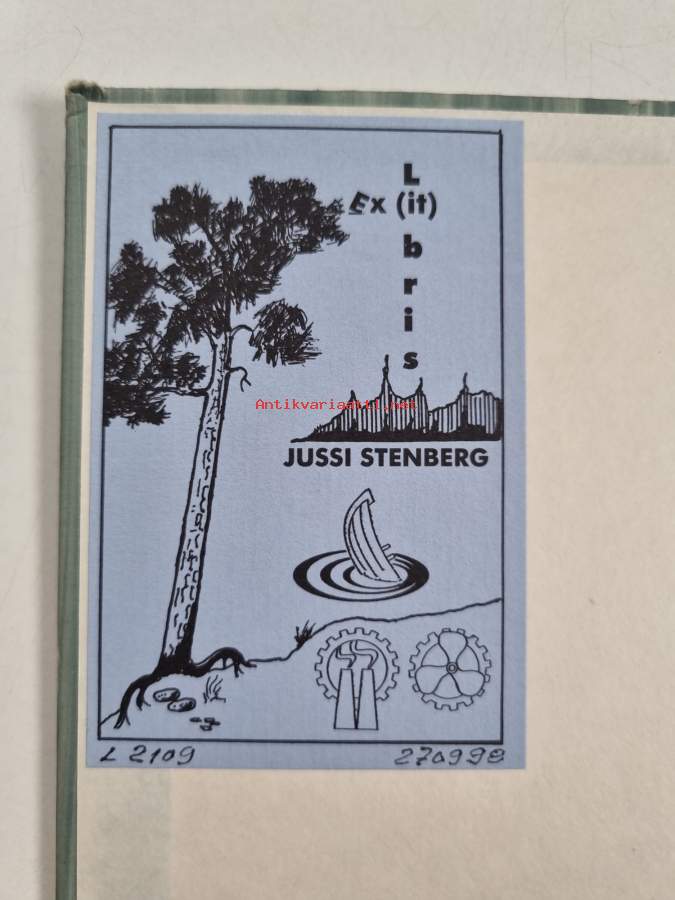 L
Ex (it)
b
r
i
s
Antikvariaatti.net
JUSSI STENBERG
L 2109
270998